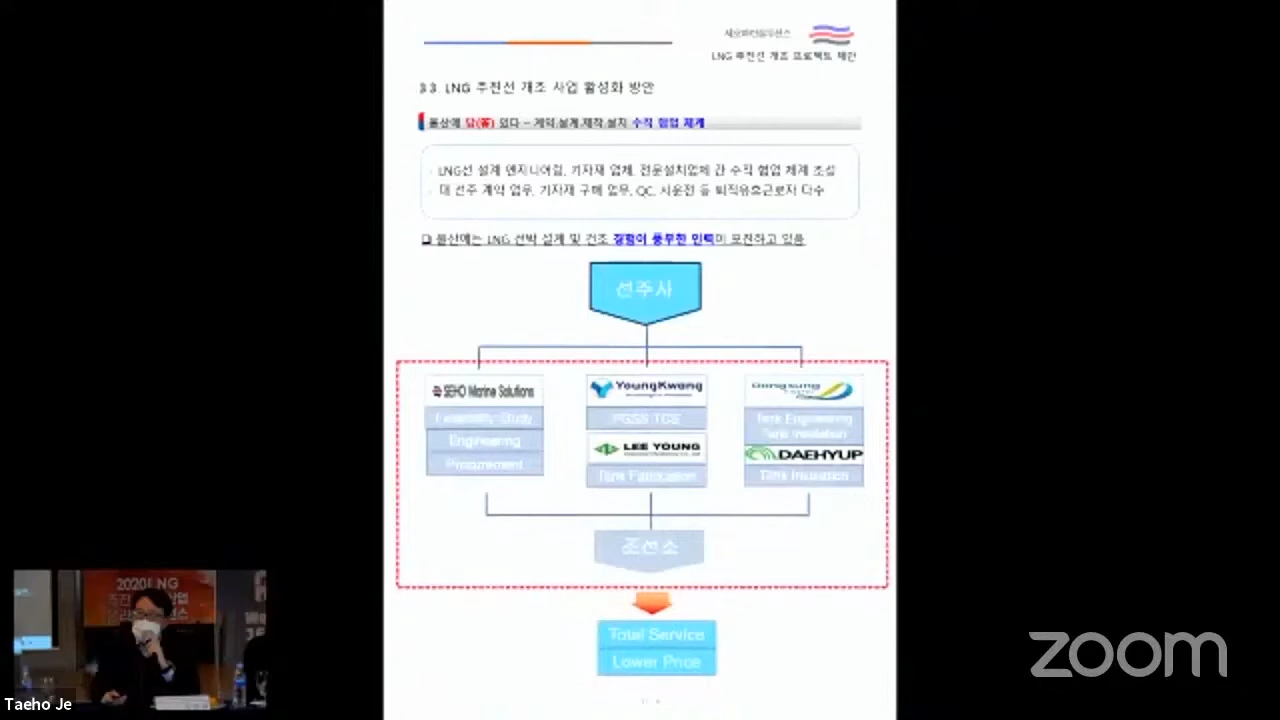 세호마린솔루션스
LNG 추진선 개조 프로젝트 제안
3.3 LNG 추진선 개조 사업 활성화 방안
울산에 답(答) 있다 – 계약,설계,제작,설치 수직 협업 체계
LNG선 설계 엔지니어링, 기자재 업체, 전문설치업체 간 수직 협업 체계 조성
대 선주 계약 업무, 기자재 구매 업무, QC, 시운전 등 퇴직유휴근로자 다수
울산에는 LNG 선박 설계 및 건조 경험이 풍부한 인력이 포진하고 있음
선주사
SEHO Marine Solutions
Feasibility-Study
Engineering
Procurement
YoungKwang
FGSS TCS
LEE YOUNG
Tank Fabrication
DongSung
Tank Engineering
Tank Insulation
DAEHYUP
Tank Insulation
조선소
Total Service
Lower Price
2020 LNG
Taeho Je
zoom